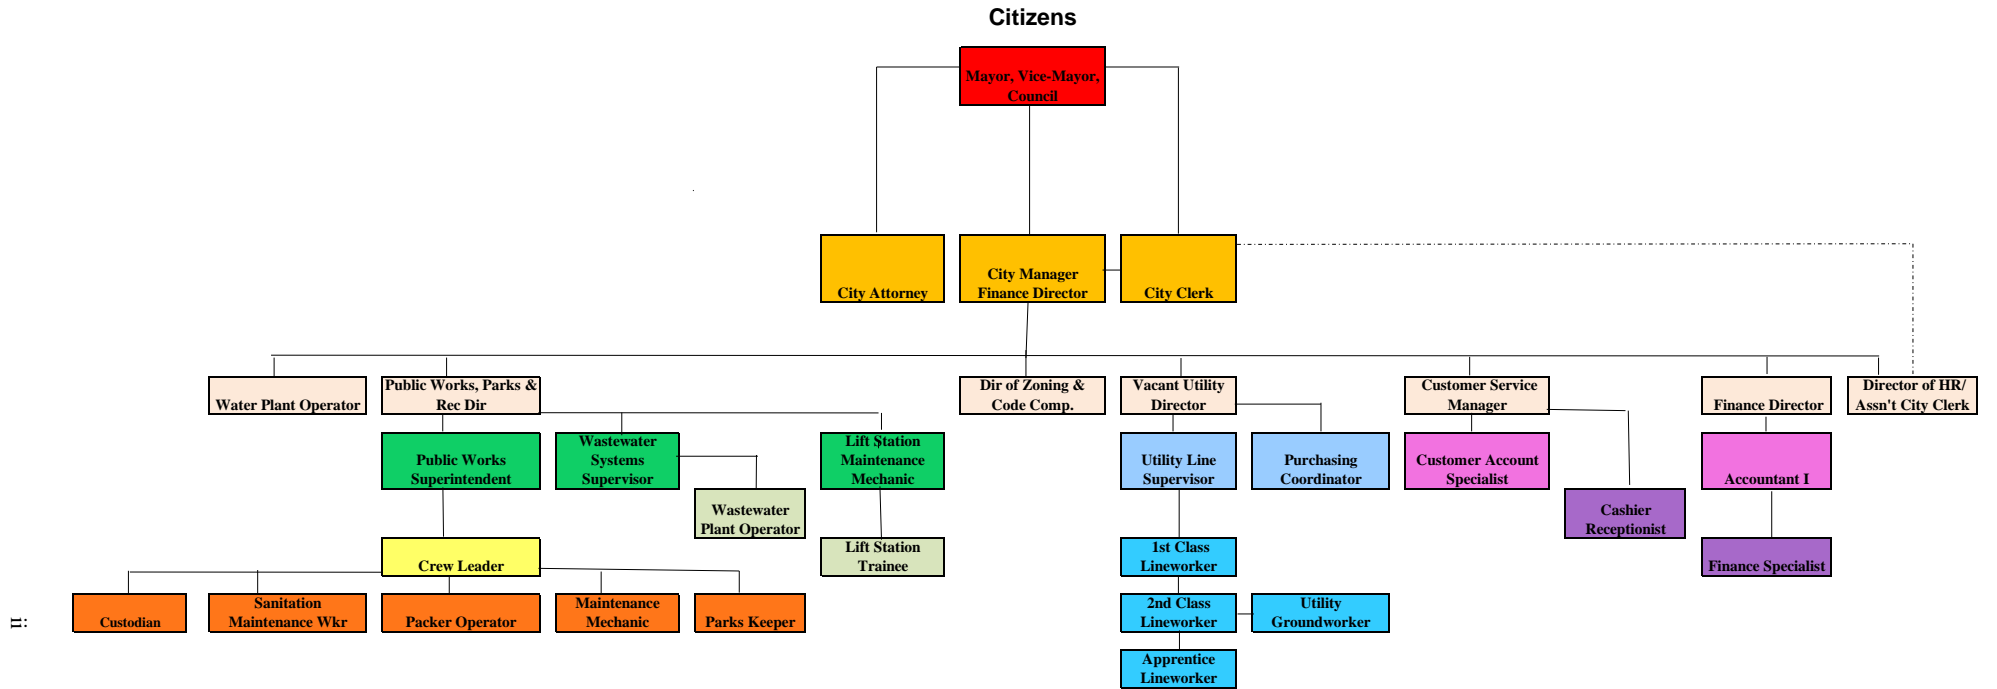 Citizens
Mayor, Vice-Mayor,
Council
City Attorney
City Manager
Finance Director
City Clerk
Water Plant Operator
Public Works, Parks &
Rec Dir
Dir of Zoning &
Code Comp.
Vacant Utility
Director
Customer Service
Manager
Finance Director
Director of HR/
Assn't City Clerk
Public Works
Superintendent
Wastewater
Systems
Supervisor
Lift Station
Maintenance
Mechanic
Utility Line
Supervisor
Purchasing
Coordinator
Customer Account
Specialist
Accountant I
Wastewater
Plant Operator
Cashier
Receptionist
Crew Leader
Lift Station
Trainee
1st Class
Lineworker
Finance Specialist
Custodian
Sanitation
Maintenance Wkr
Packer Operator
Maintenance
Mechanic
Parks Keeper
2nd Class
Lineworker
Utility
Groundworker
Apprentice
Lineworker
ii